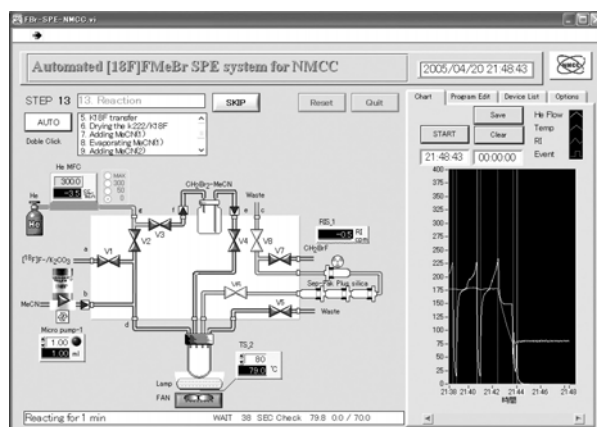 FBr-SPE-NMCC.vi
Automated [18F]FMeBr SPE system for NMCC
2005/04/20 21:48:43
NMCC
STEP 13
13. Reaction
SKIP
Reset
Quit
AUTO
Doble Click
5. K18F transfer
6. Drying the k222/K18F
7. Adding MeCN(1)
8. Evaporating MeCN(1)
9. Adding MeCN(2)
Chart
Program Edit
Device List
Options
Save
START
Clear
He Flow
Temp
RI
Event
21:48:43
00:00:00
He MFC
300.0
-3.5
MAX
300
50
0
He
CH2Br2-MeCN
Waste
RIS_1
-0.5
RI
V1
V2
V3
V4
V8
V7
CH2BrF
[18F]F-/K2CO3
a
b
c
d
e
f
Sep-Pak Plus silica
V5
Waste
MeCN
Micro pump-1
1.00
1.00 ml
TS_2
80
79.0 ℃
Lamp
FAN
400
375
350
325
300
275
250
225
200
175
150
125
100
75
50
25
0
21:38
21:40
21:42
21:44
21:46
21:48
時間
Reacting for 1 min
WAIT 38 SEC Check 79.8 0.0 / 70.0